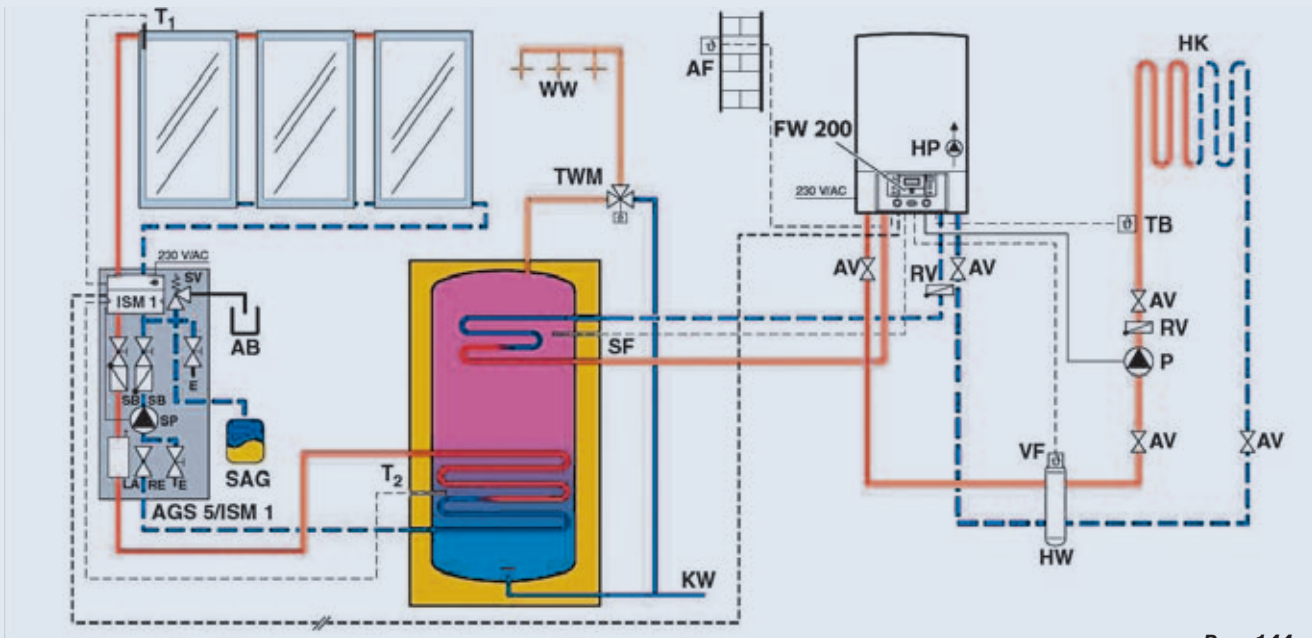 T1
AF
WW
FW 200
HP
HK
TWM
230 V/AC
TB
230 V/AC
SV
ISM 1
AV
RV
AV
AV
RV
AB
SF
P
E
SB
SB
SP
SAG
T2
VF
AV
AV
LA
RE
E
AGS 5/ISM 1
KW
HW